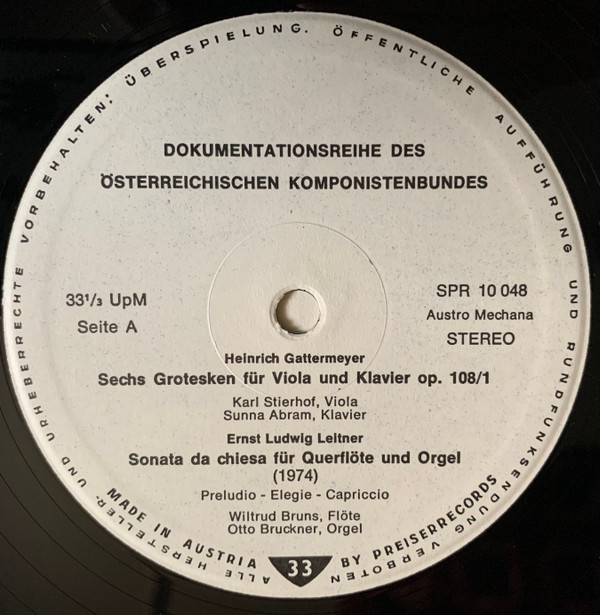 DOKUMENTATIONSREIHE DES
ÖSTERREICHISCHEN KOMPONISTENBUNDES
33¹/₃ UpM
Seite A
SPR 10 048
Austro Mechana
STEREO
Heinrich Gattermeyer
Sechs Grotesken für Viola und Klavier op. 108/1
Karl Stierhof, Viola
Sunna Abram, Klavier
Ernst Ludwig Leitner
Sonata da chiesa für Querflöte und Orgel
(1974)
Preludio - Elegie - Capriccio
Wiltrud Bruns, Flöte
Otto Bruckner, Orgel
MADE IN AUSTRIA
33
BY PREISERRECORDS
ALLE HERSTELLER- UND URHEBERRECHTE VORBEHALTEN: ÜBERSPIELUNG. ÖFFENTLICHE AUFFÜHRUNG UND RUNDFUNKSENDUNG VERBOTEN